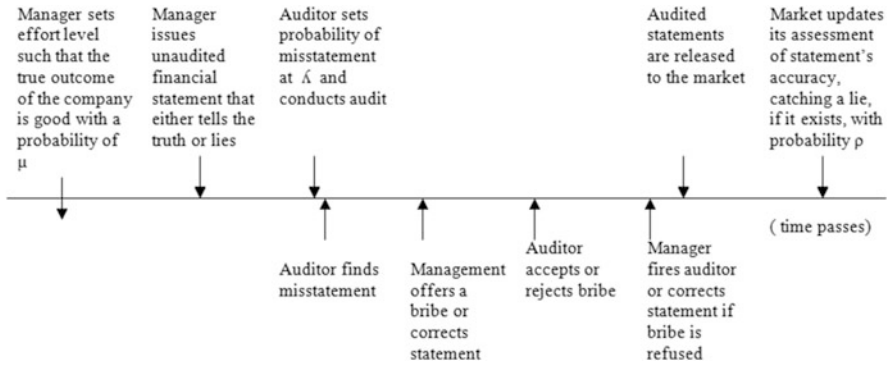 Manager sets
effort level
such that the
true outcome
of the company
is good with a
probability of
μ
Manager
issues
unaudited
financial
statement that
either tells the
truth or lies
Auditor sets
probability of
misstatement
at ʎ and
conducts audit
Audited
statements
are released
to the market
Market updates
its assessment
of statement's
accuracy,
catching a lie,
if it exists, with
probability ρ
Auditor finds
misstatement
Management
offers a
bribe or
corrects
statement
Auditor
accepts or
rejects bribe
Manager
fires auditor
or corrects
statement if
bribe is
refused
( time passes)